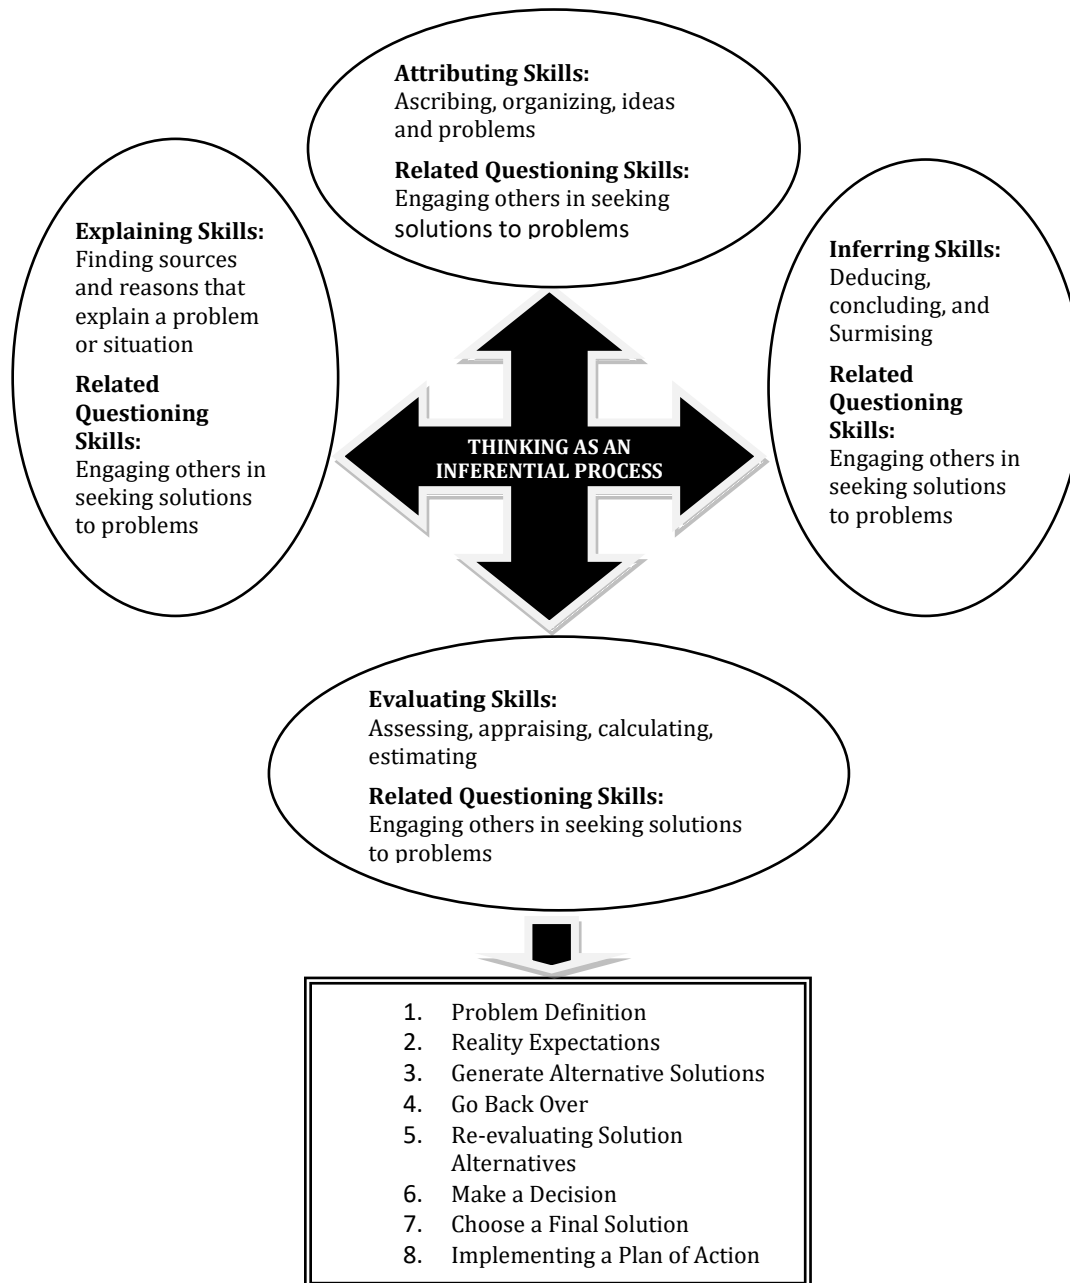 Attributing Skills:
Ascribing, organizing, ideas
and problems
Related Questioning Skills:
Engaging others in seeking
solutions to problems
Explaining Skills:
Finding sources
and reasons that
explain a problem
or situation
Related
Questioning
Skills:
Engaging others in
seeking solutions
to problems
Inferring Skills:
Deducing,
concluding, and
Surmising
Related
Questioning
Skills:
Engaging others in
seeking solutions
to problems
THINKING AS AN
INFERENTIAL PROCESS
Evaluating Skills:
Assessing, appraising, calculating,
estimating
Related Questioning Skills:
Engaging others in seeking solutions
to problems
1. Problem Definition
2. Reality Expectations
3. Generate Alternative Solutions
4. Go Back Over
5. Re-evaluating Solution
Alternatives
6. Make a Decision
7. Choose a Final Solution
8. Implementing a Plan of Action